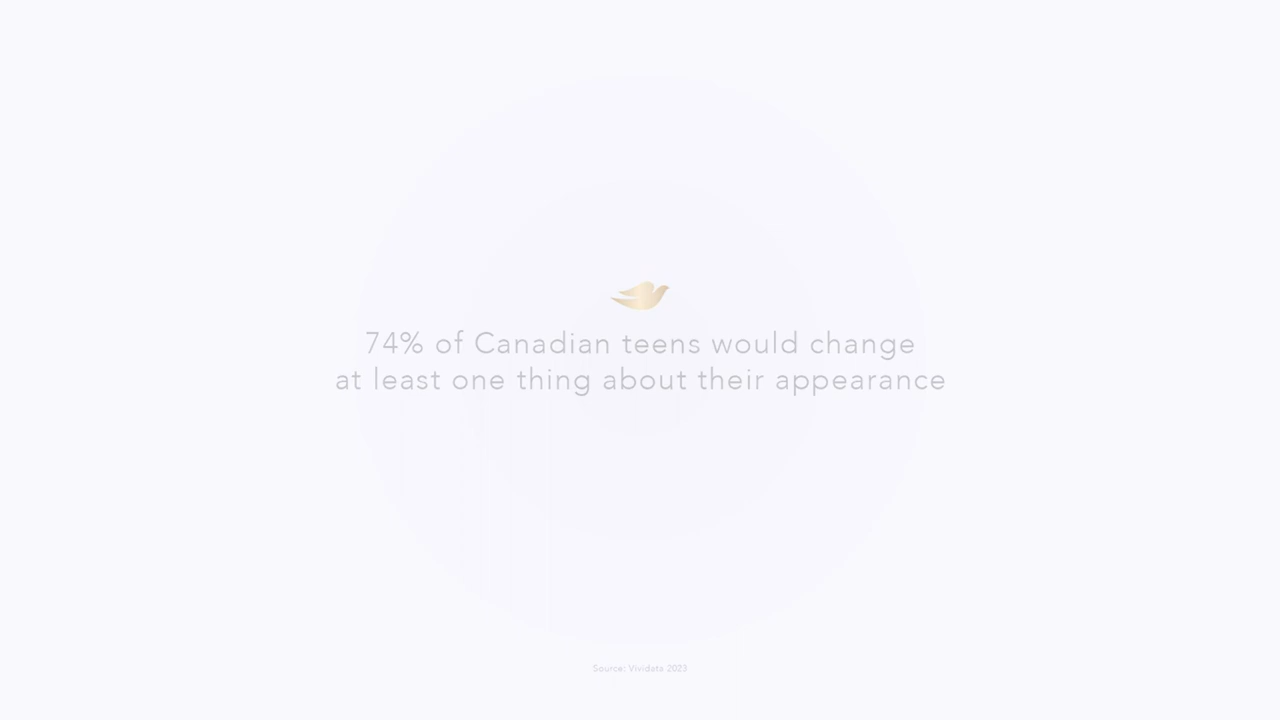 74% of Canadian teens would change
at least one thing about their appearance
Source: Vividata 2023